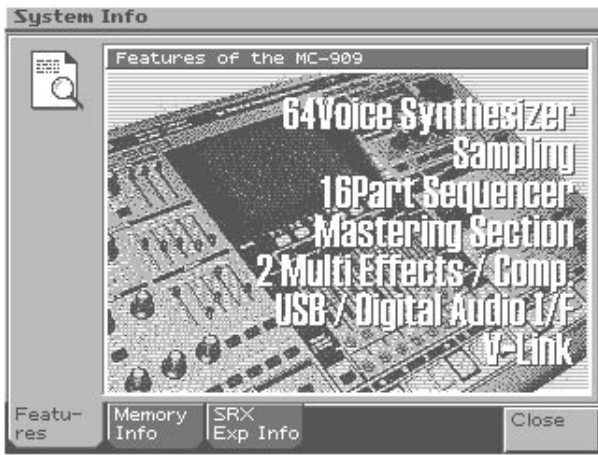 System Info
Features of the MC-909
64Voice Synthesizer
Sampling
16Part Sequencer
Mastering Section
2 Multi Effects / Comp
USB / Digital Audio I/F
V-Link
Featu-
res
Memory
Info
SRX
Exp Info
Close